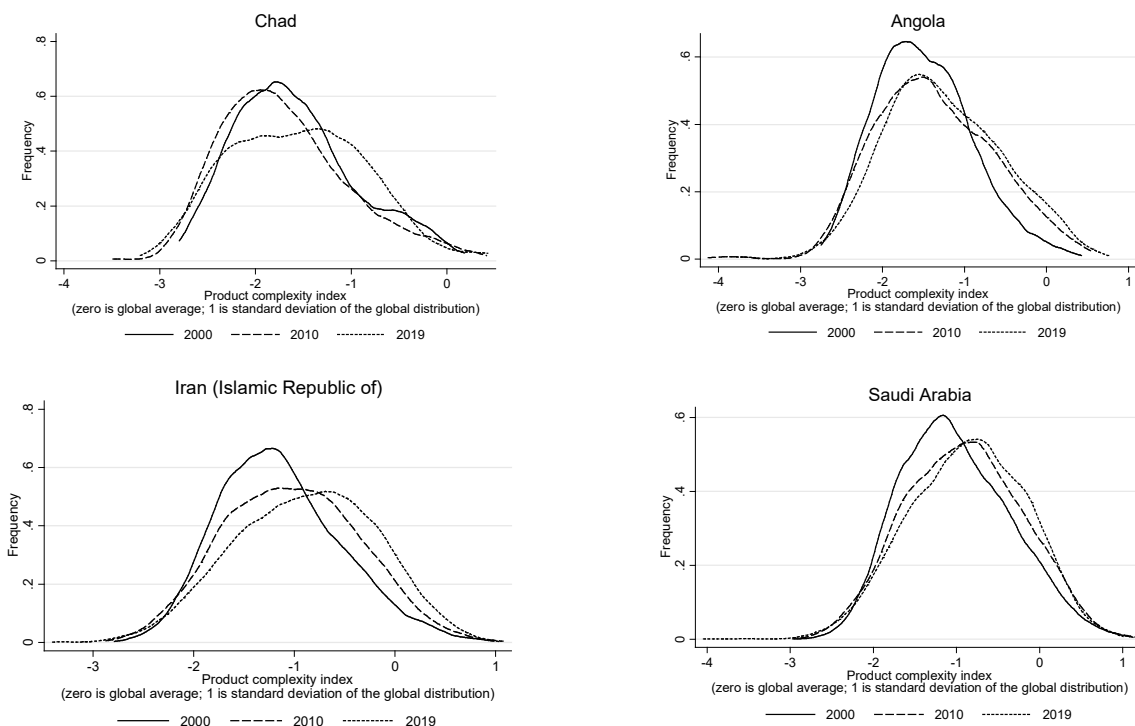 Chad
Frequency
0 .2 .4 .6 .8
-4 -3 -2 -1 0
Product complexity index
(zero is global average; 1 is standard deviation of the global distribution)
2000 2010 2019
Angola
Frequency
0 .2 .4 .6
-4 -3 -2 -1 0 1
Product complexity index
(zero is global average; 1 is standard deviation of the global distribution)
2000 2010 2019
Iran (Islamic Republic of)
Frequency
0 .2 .4 .6 .8
-3 -2 -1 0 1
Product complexity index
(zero is global average; 1 is standard deviation of the global distribution)
2000 2010 2019
Saudi Arabia
Frequency
0 .2 .4 .6
-4 -3 -2 -1 0 1
Product complexity index
(zero is global average; 1 is standard deviation of the global distribution)
2000 2010 2019